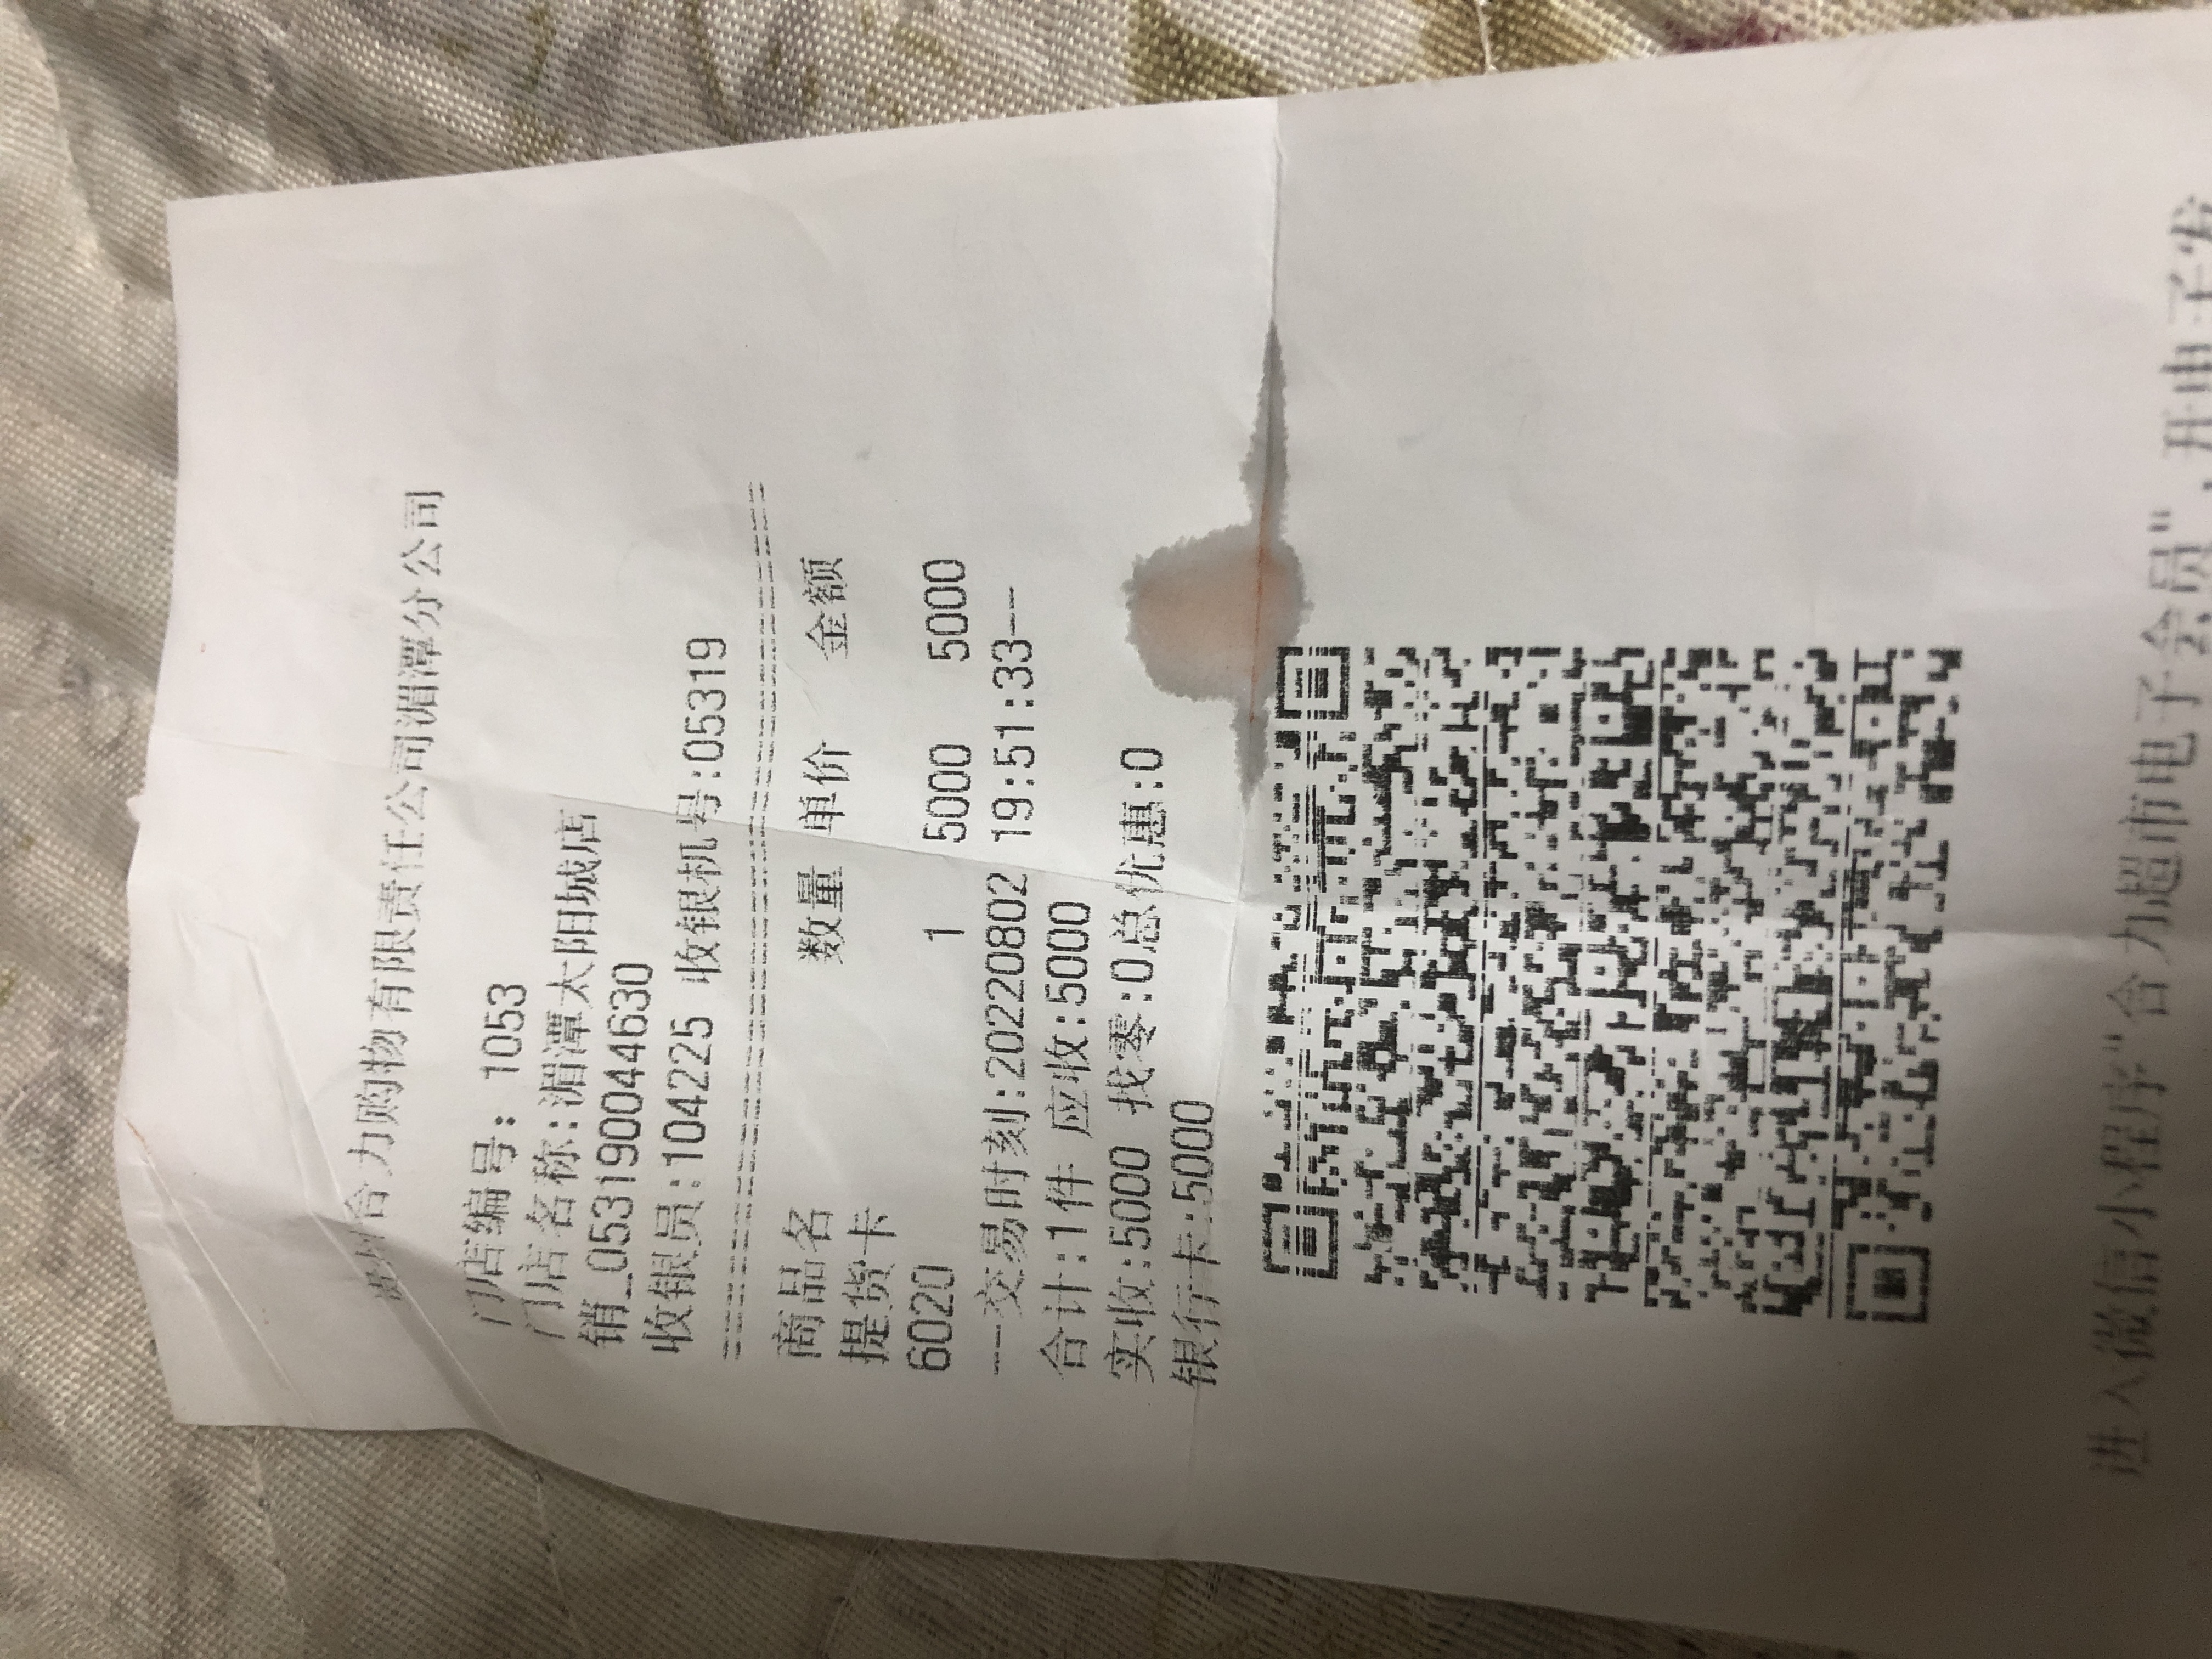 贵州合力购物有限责任公司湄潭分公司
门店编号: 1053
门店名称:湄潭太阳城店
销_0531900044630
收银员:104225 收银机号:05319
商品名 数量 单价 金额
提货卡
6020 1 5000 5000
--交易时刻:20220802 19:51:33--
合计:1件 应收:5000
实收:5000 找零:0总优惠:0
银行卡:5000
进入微信小程序"合力超市电子会员",开电子发